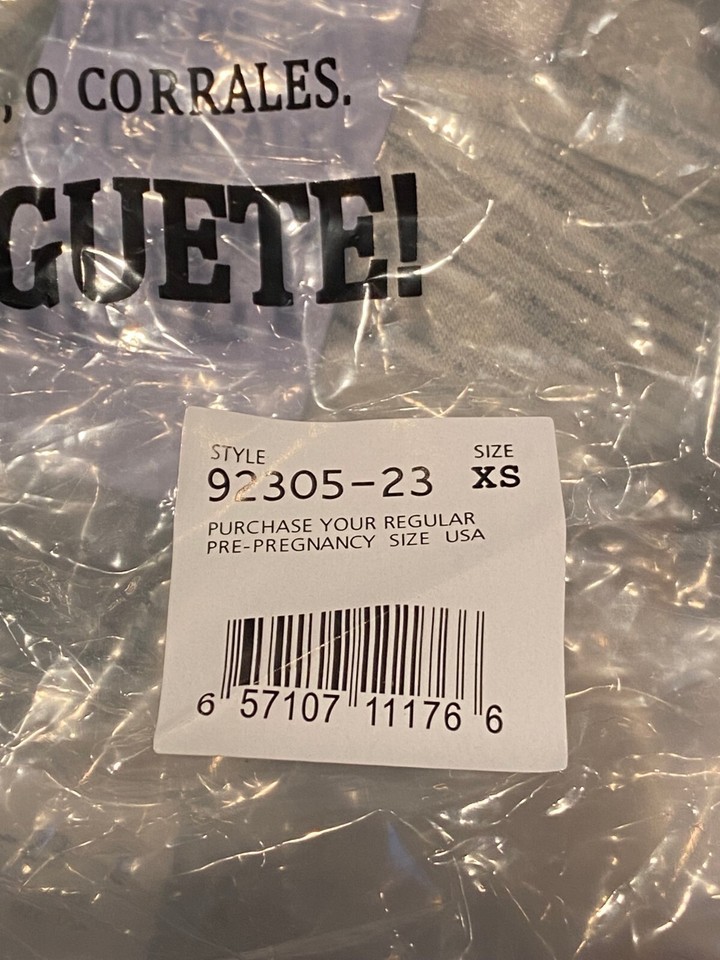 , O CORRALES.
GUETE!
STYLE SIZE
92305-23 XS
PURCHASE YOUR REGULAR
PRE-PREGNANCY SIZE USA
6 57107 11176 6